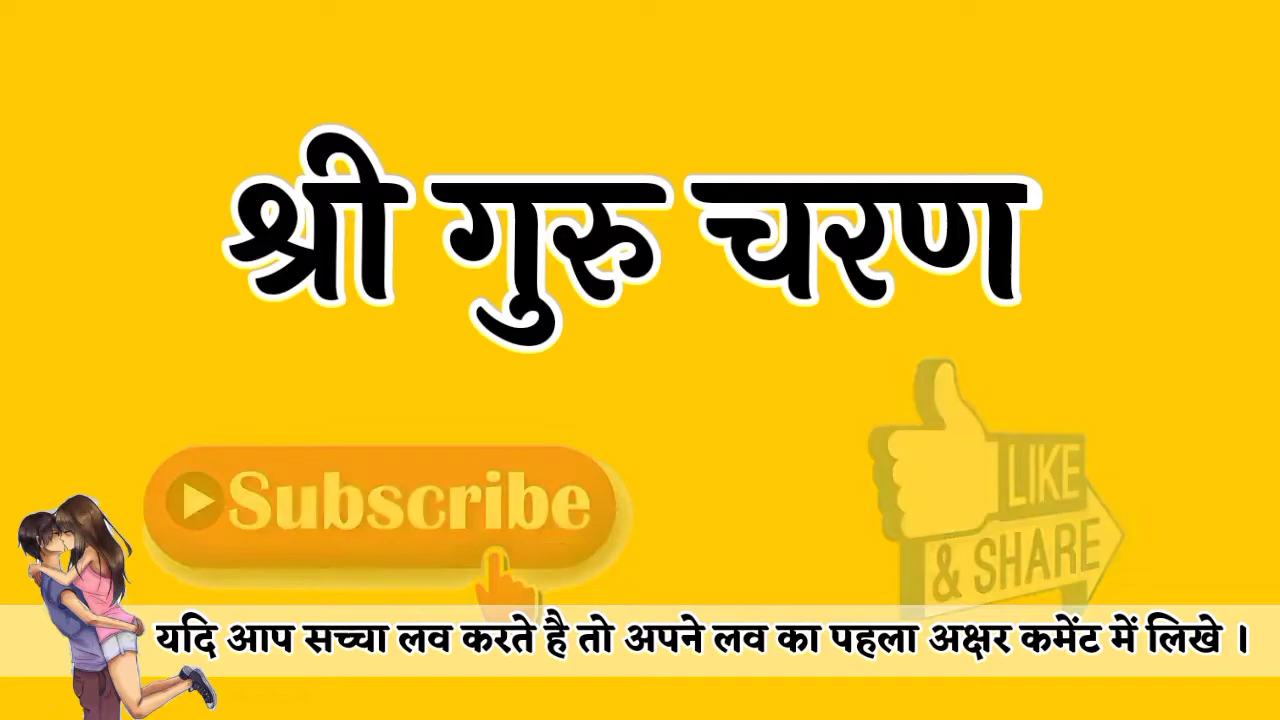 श्री गुरु चरण
Subscribe
LIKE
& SHARE
यदि आप सच्चा लव करते है तो अपने लव का पहला अक्षर कमेंट में लिखे ।